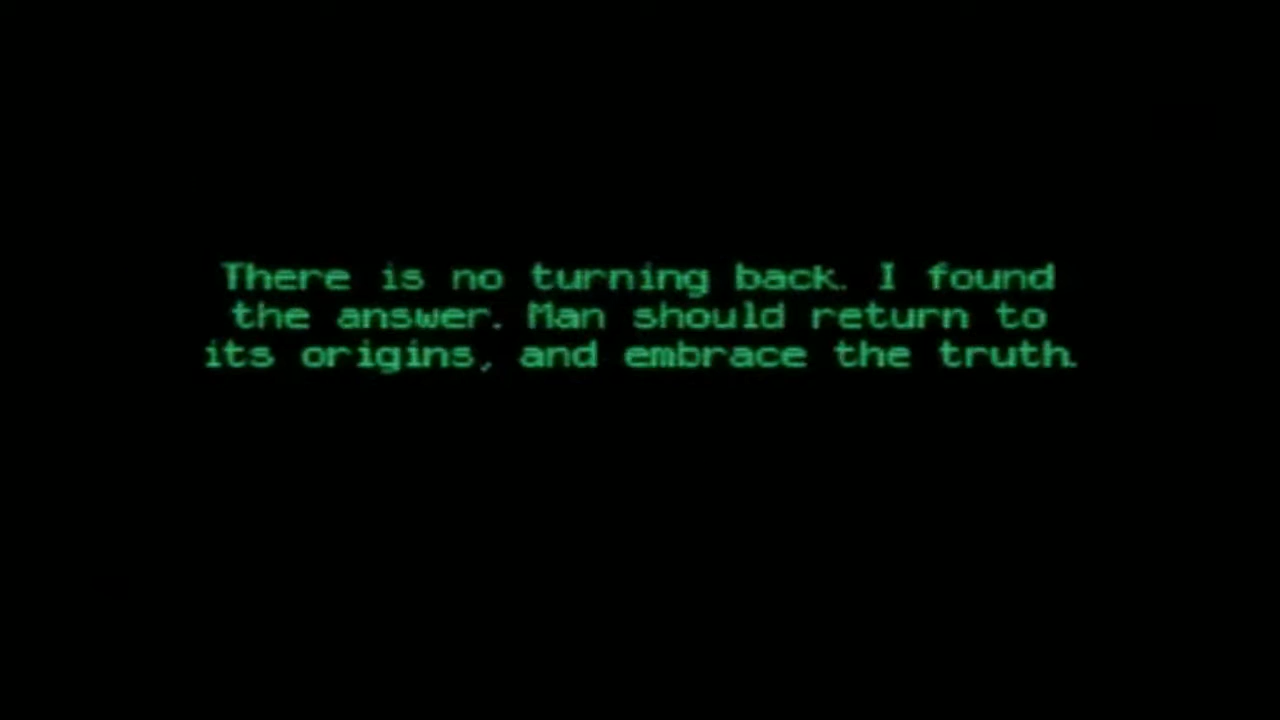 There is no turning back. I found
the answer. Man should return to
its origins, and embrace the truth.